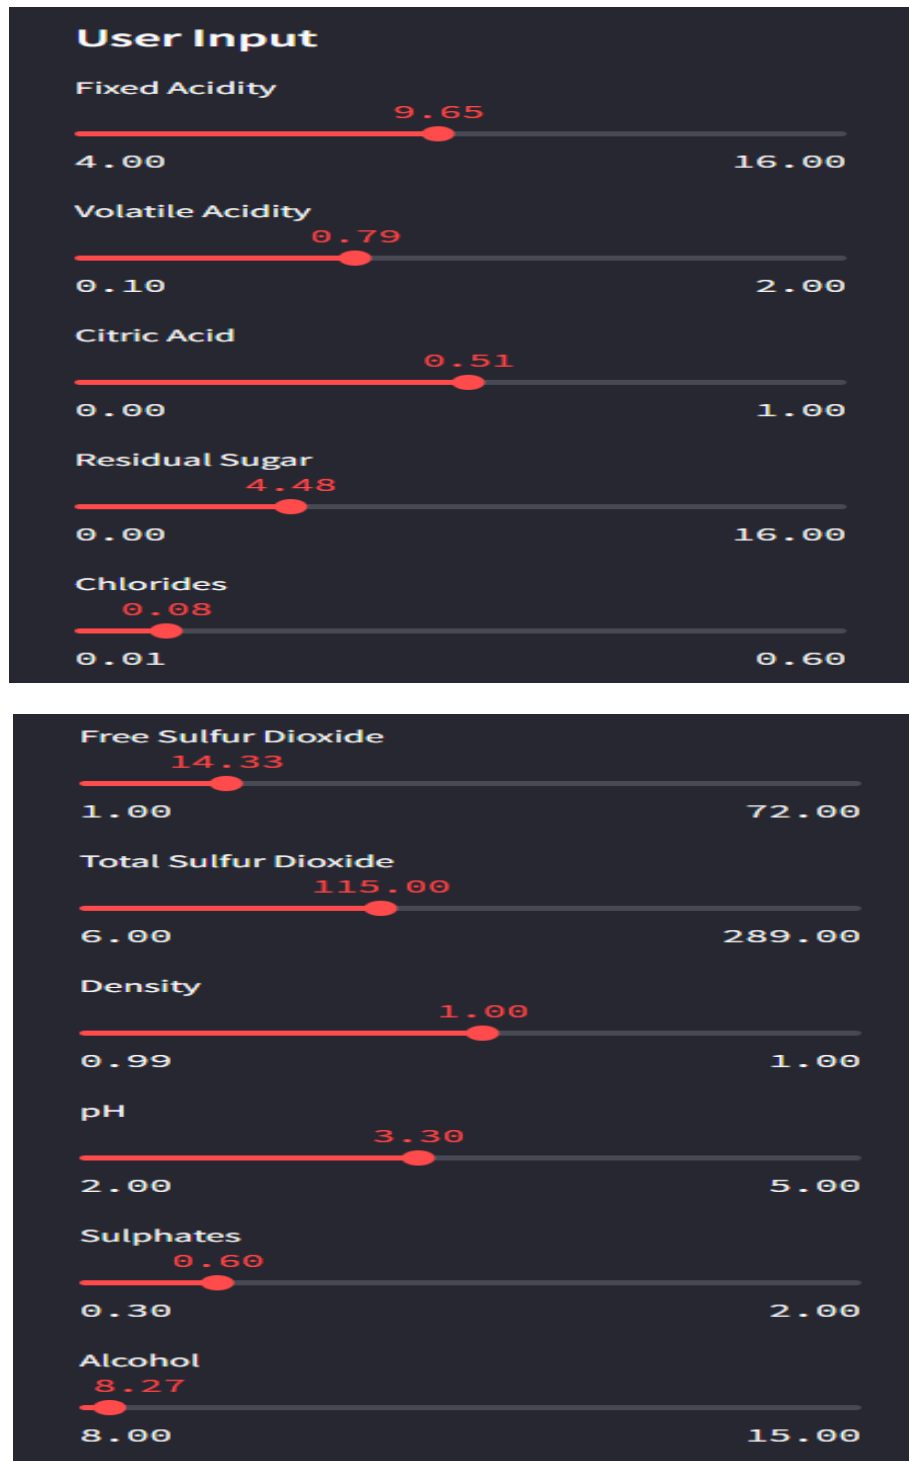 User Input
Fixed Acidity
9.65
4.00 16.00
Volatile Acidity
0.79
0.10 2.00
Citric Acid
0.51
0.00 1.00
Residual Sugar
4.48
0.00 16.00
Chlorides
0.08
0.01 0.60
Free Sulfur Dioxide
14.33
1.00 72.00
Total Sulfur Dioxide
115.00
6.00 289.00
Density
1.00
0.99 1.00
pH
3.30
2.00 5.00
Sulphates
0.60
0.30 2.00
Alcohol
8.27
8.00 15.00